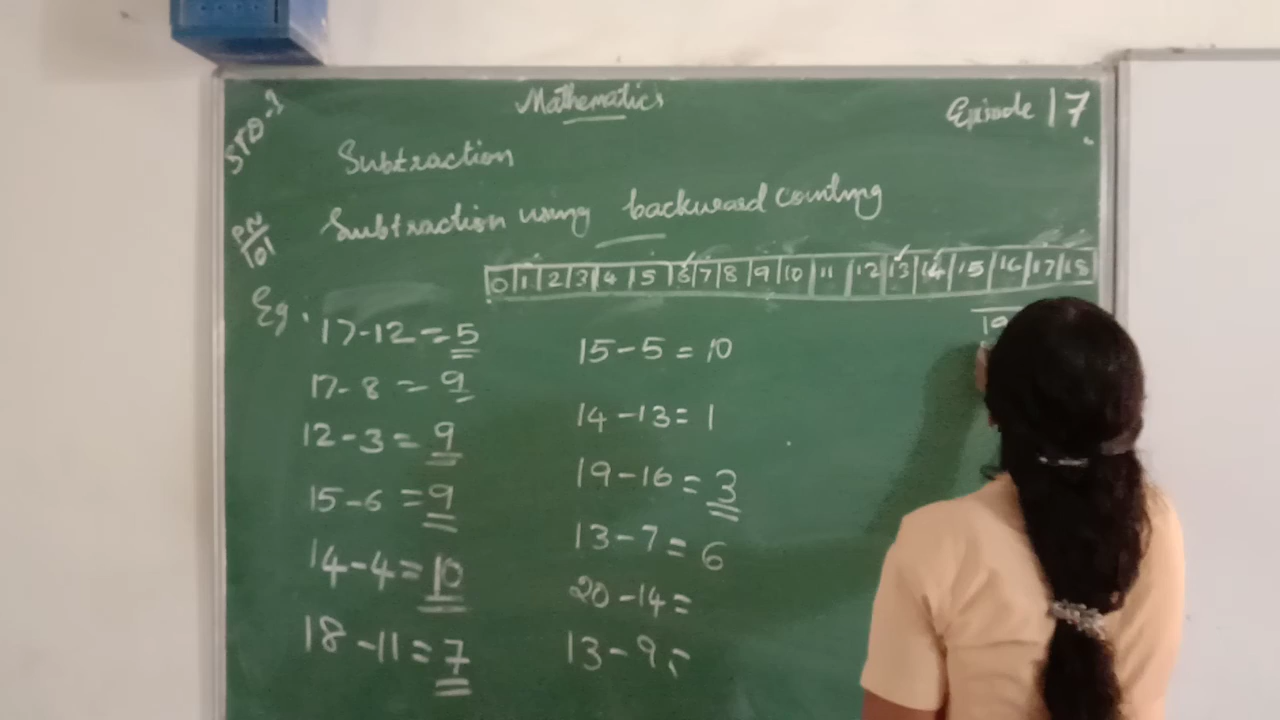 STD-1
Mathematics
Episode 17
Subtraction
PN/101
Subtraction using backward counting
0 1 2 3 4 5 6 7 8 9 10 11 12 13 14 15 16 17 18
19
Eg.
17-12=5
17-8=9
12-3=9
15-6=9
14-4=10
18-11=7
15-5=10
14-13=1
19-16=3
13-7=6
20-14=
13-9=